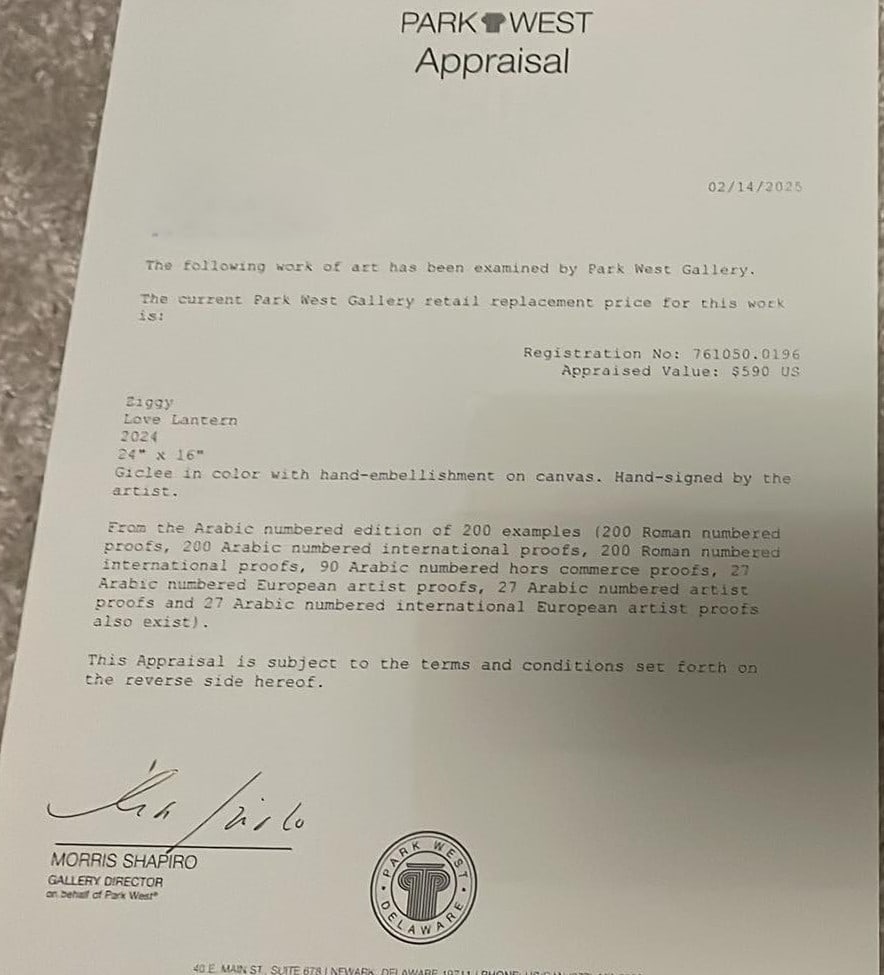 PARK WEST
Appraisal
02/14/2025
The following work of art has been examined by Park West Gallery.
The current Park West Gallery retail replacement price for this work
is:
Registration No: 761050.0196
Appraised Value: $590 US
Ziggy
Love Lantern
2024
24" x 16"
Giclee in color with hand-embellishment on canvas. Hand-signed by the
artist.
From the Arabic numbered edition of 200 examples (200 Roman numbered
proofs, 200 Arabic numbered international proofs, 200 Roman numbered
international proofs, 90 Arabic numbered hors commerce proofs, 27
Arabic numbered European artist proofs, 27 Arabic numbered artist
proofs and 27 Arabic numbered international European artist proofs
also exist).
This Appraisal is subject to the terms and conditions set forth on
the reverse side hereof.
MORRIS SHAPIRO
GALLERY DIRECTOR
on behalf of Park West®
PARK WEST
DELAWARE
40 E. MAIN ST., SUITE 678 | NEWARK, DELAWARE 19711 | PHONE: